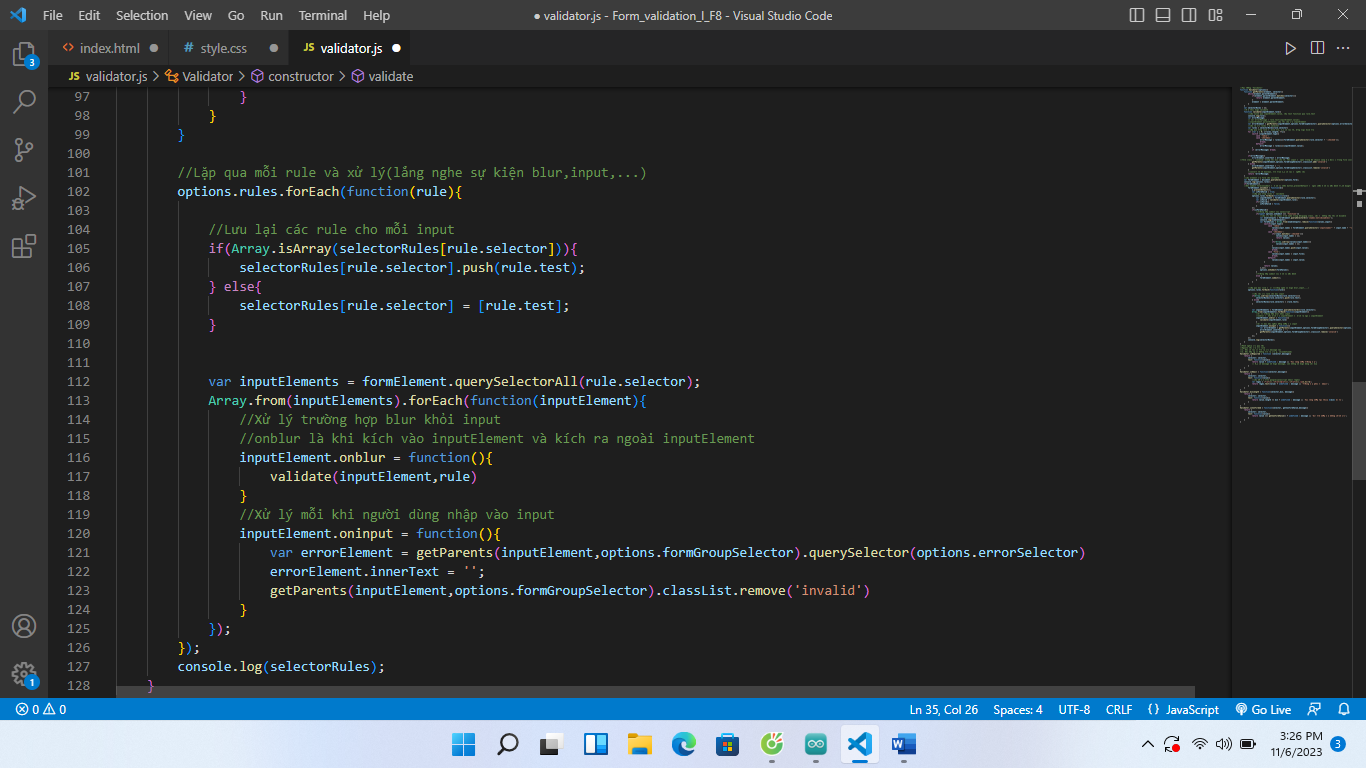 File Edit Selection View Go Run Terminal Help
● validator.js - Form_validation_I_F8 - Visual Studio Code
<> index.html ● # style.css ● JS validator.js ●
JS validator.js > Validator > constructor > validate
97 }
98 }
99 }
100
101 //Lặp qua mỗi rule và xử lý(lắng nghe sự kiện blur,input,...)
102 options.rules.forEach(function(rule){
103
104 //Lưu lại các rule cho mỗi input
105 if(Array.isArray(selectorRules[rule.selector])){
106 selectorRules[rule.selector].push(rule.test);
107 } else{
108 selectorRules[rule.selector] = [rule.test];
109 }
110
111
112 var inputElements = formElement.querySelectorAll(rule.selector);
113 Array.from(inputElements).forEach(function(inputElement){
114 //Xử lý trường hợp blur khỏi input
115 //onblur là khi kích vào inputElement và kích ra ngoài inputElement
116 inputElement.onblur = function(){
117 validate(inputElement,rule)
118 }
119 //Xử lý mỗi khi người dùng nhập vào input
120 inputElement.oninput = function(){
121 var errorElement = getParents(inputElement,options.formGroupSelector).querySelector(options.errorSelector)
122 errorElement.innerText = '';
123 getParents(inputElement,options.formGroupSelector).classList.remove('invalid')
124 }
125 });
126 });
127 console.log(selectorRules);
128 }
3
1
0 0 Ln 35, Col 26 Spaces: 4 UTF-8 CRLF {} JavaScript Go Live
3:26 PM
11/6/2023 3